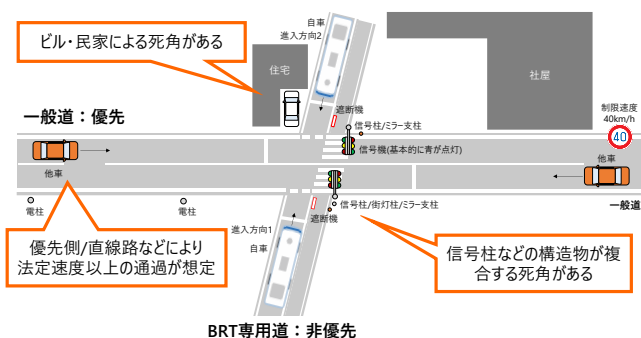 ビル・民家による死角がある
自車
進入方向2
住宅
社屋
一般道：優先
遮断機
信号柱/ミラー支柱
信号機(基本的に青が点灯)
制限速度
40km/h
40
他車
他車
電柱
電柱
信号柱/街灯柱/ミラー支柱
遮断機
一般道
進入方向1
自車
優先側/直線路などにより
法定速度以上の通過が想定
信号柱などの構造物が複
合する死角がある
BRT専用道：非優先